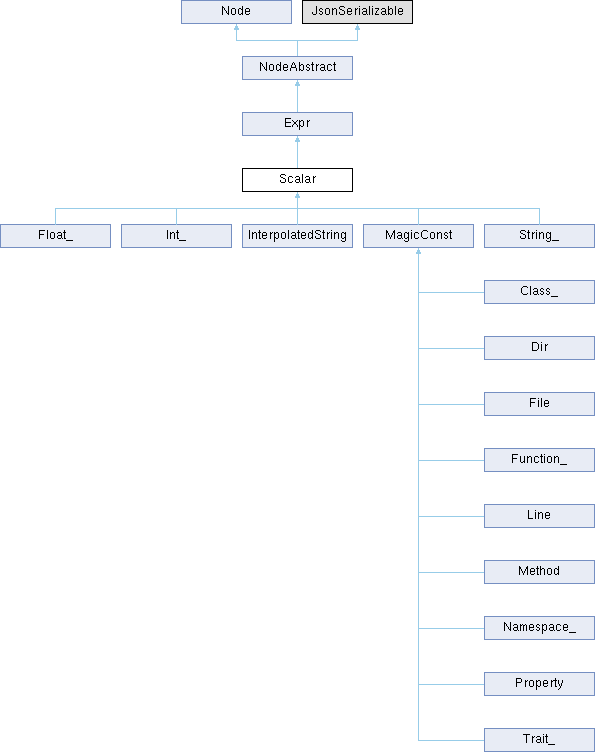 Node
JsonSerializable
NodeAbstract
Expr
Scalar
Float_
Int_
InterpolatedString
MagicConst
String_
Class_
Dir
File
Function_
Line
Method
Namespace_
Property
Trait_